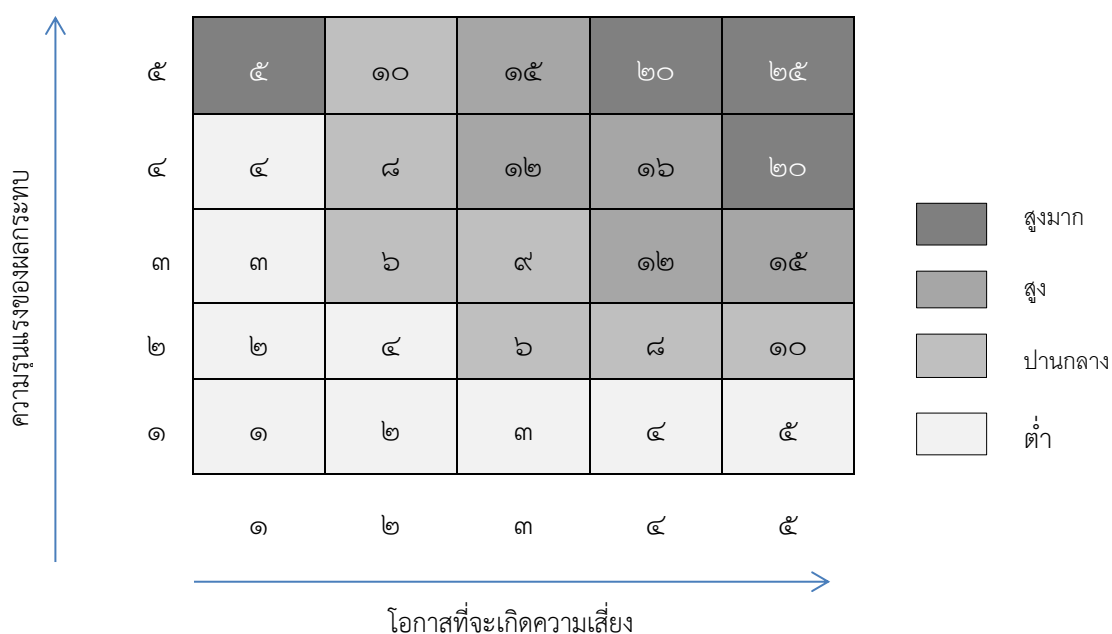 ความรุนแรงของผลกระทบ
๕ ๕ ๑๐ ๑๕ ๒๐ ๒๕
๔ ๔ ๘ ๑๒ ๑๖ ๒๐
๓ ๓ ๖ ๙ ๑๒ ๑๕
๒ ๒ ๔ ๖ ๘ ๑๐
๑ ๑ ๒ ๓ ๔ ๕
๑ ๒ ๓ ๔ ๕
โอกาสที่จะเกิดความเสี่ยง
สูงมาก
สูง
ปานกลาง
ต่ำ